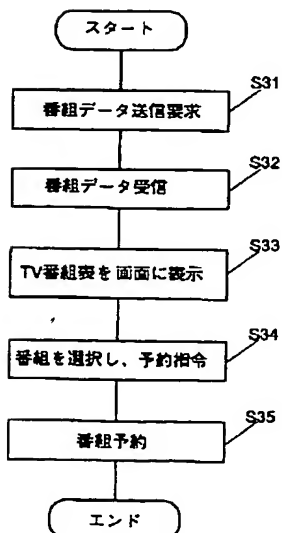 スタート
S31
番組データ送信要求
S32
番組データ受信
S33
TV番組表を画面に表示
S34
番組を選択し、予約指令
S35
番組予約
エンド